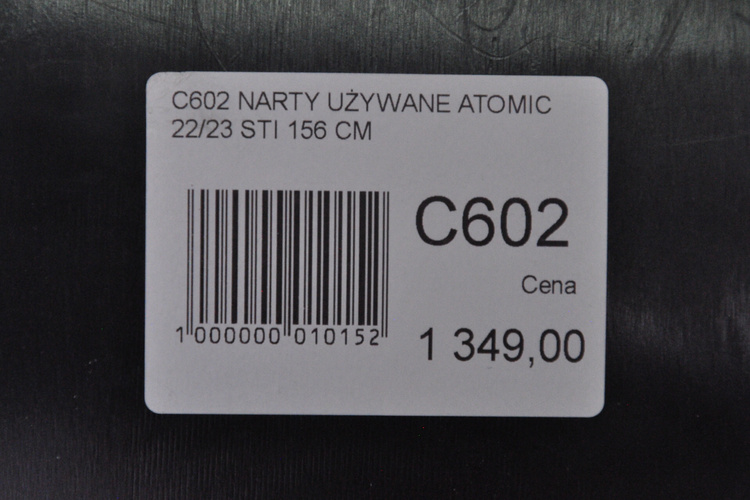 C602 NARTY UŻYWANE ATOMIC
22/23 STI 156 CM
C602
Cena
1 349,00
1 000000 010152